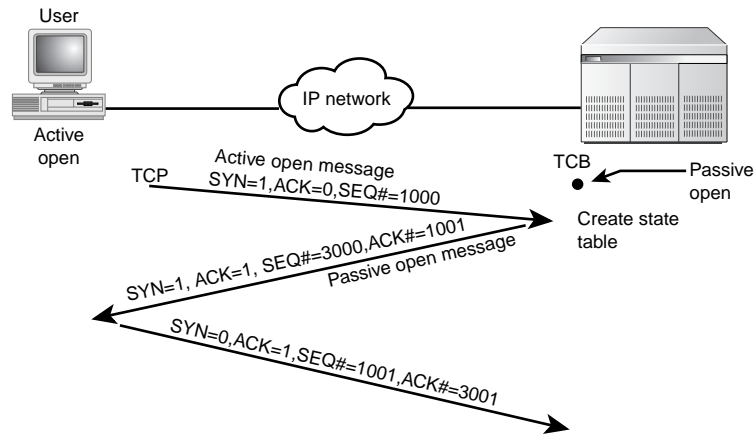 User
IP network
Active
open
TCP
Active open message
SYN=1,ACK=0,SEQ#=1000
TCB
Passive
open
Create state
table
SYN=1, ACK=1, SEQ#=3000,ACK#=1001
Passive open message
SYN=0,ACK=1,SEQ#=1001,ACK#=3001